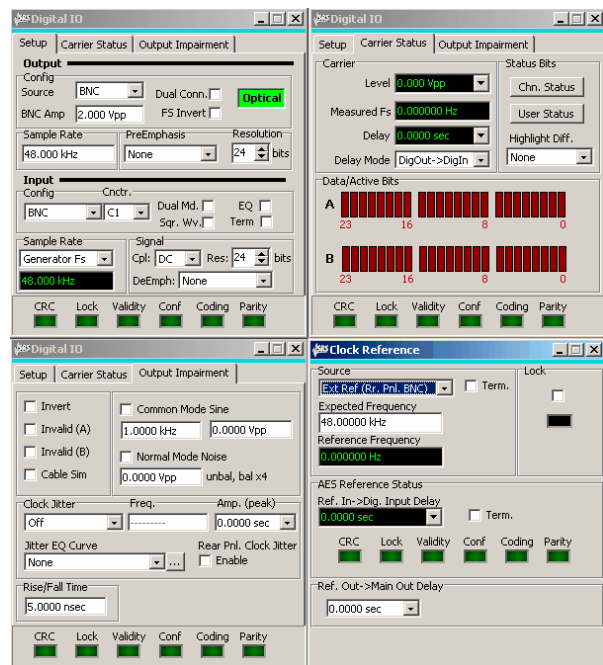 Digital IO
Setup Carrier Status Output Impairment
Output
Config
Source BNC Dual Conn. Optical
BNC Amp 2.000 Vpp FS Invert
Sample Rate PreEmphasis Resolution
48.000 kHz None 24 bits
Input
Config Cnctr.
BNC C1 Dual Md. EQ
Sqr. Wv. Term
Sample Rate Signal
Generator Fs Cpl: DC Res: 24 bits
48.000 kHz DeEmph: None
CRC Lock Validity Conf Coding Parity
Digital IO
Setup Carrier Status Output Impairment
Carrier Status Bits
Level 0.000 Vpp Chn. Status
Measured Fs 0.000000 Hz User Status
Delay 0.0000 sec Highlight Diff.
Delay Mode DigOut->DigIn None
Data/Active Bits
A
23 16 8 0
B
23 16 8 0
CRC Lock Validity Conf Coding Parity
Digital IO
Setup Carrier Status Output Impairment
Invert Common Mode Sine
Invalid (A) 1.0000 kHz 0.0000 Vpp
Invalid (B) Normal Mode Noise
Cable Sim 0.0000 Vpp unbal, bal x4
Clock Jitter Freq. Amp. (peak)
Off --------- 0.0000 sec
Jitter EQ Curve Rear Pnl. Clock Jitter
None ... Enable
Rise/Fall Time
5.0000 nsec
CRC Lock Validity Conf Coding Parity
Clock Reference
Source Lock
Ext Ref (Rr. Pnl. BNC) Term.
Expected Frequency
48.00000 kHz
Reference Frequency
0.000000 Hz
AES Reference Status
Ref. In->Dig. Input Delay
0.0000 sec Term.
CRC Lock Validity Conf Coding Parity
Ref. Out->Main Out Delay
0.0000 sec